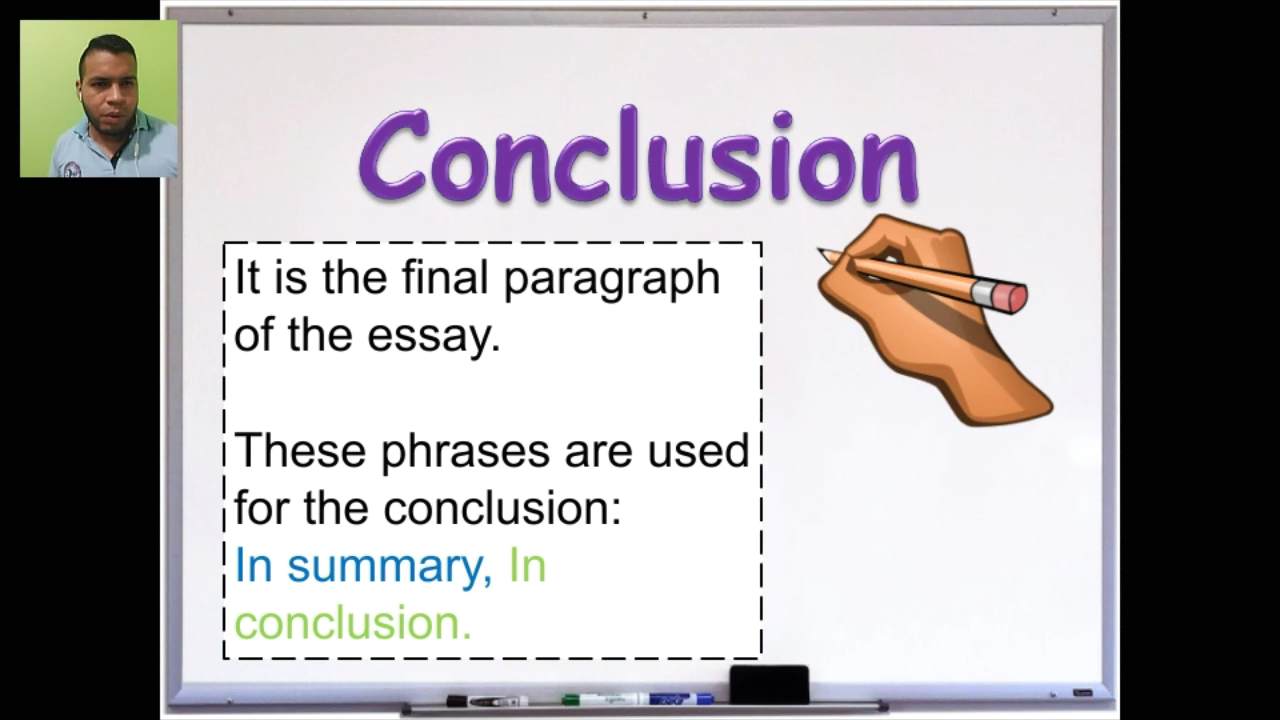 Conclusion
It is the final paragraph
of the essay.
These phrases are used
for the conclusion:
In summary, In
conclusion.